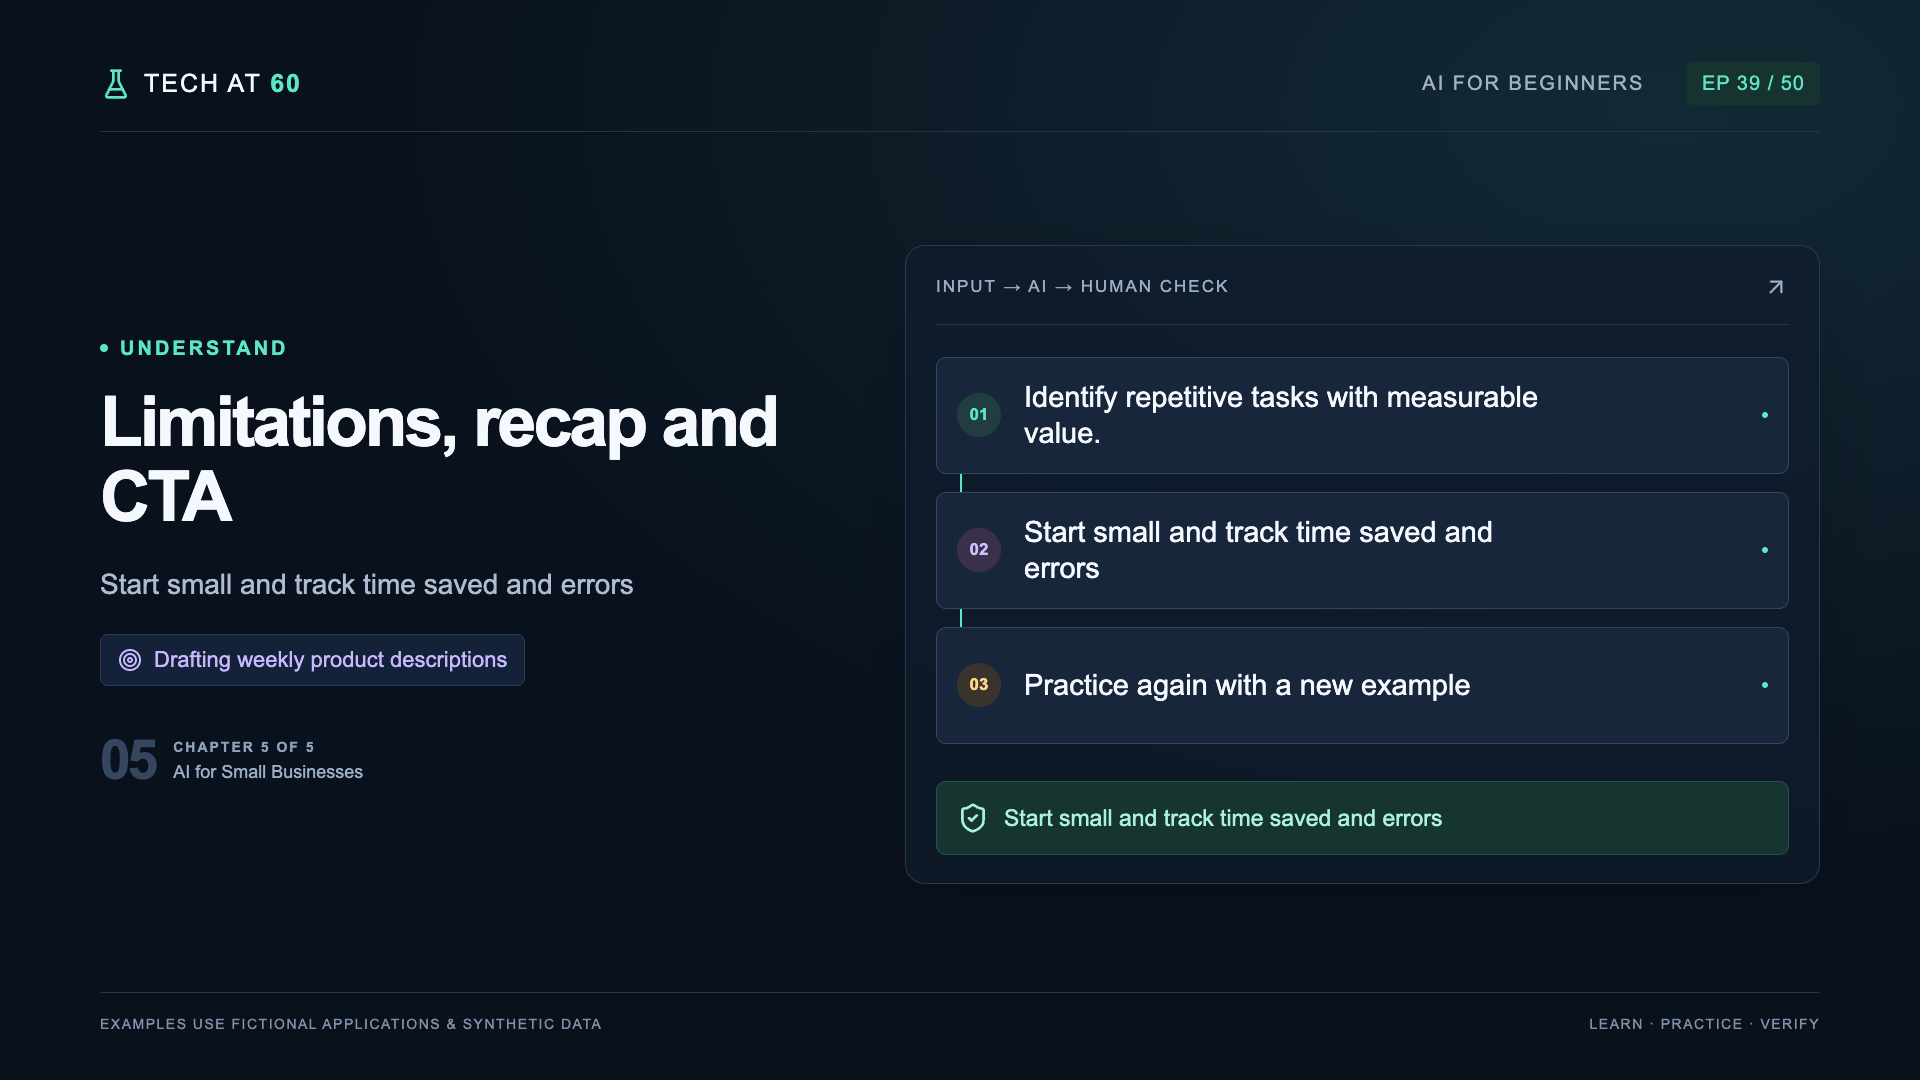 TECH AT 60
AI FOR BEGINNERS
EP 39 / 50
UNDERSTAND
Limitations, recap and
CTA
Start small and track time saved and errors
Drafting weekly product descriptions
05
CHAPTER 5 OF 5
AI for Small Businesses
INPUT → AI → HUMAN CHECK
01
Identify repetitive tasks with measurable
value.
02
Start small and track time saved and
errors
03
Practice again with a new example
Start small and track time saved and errors
EXAMPLES USE FICTIONAL APPLICATIONS & SYNTHETIC DATA
LEARN · PRACTICE · VERIFY